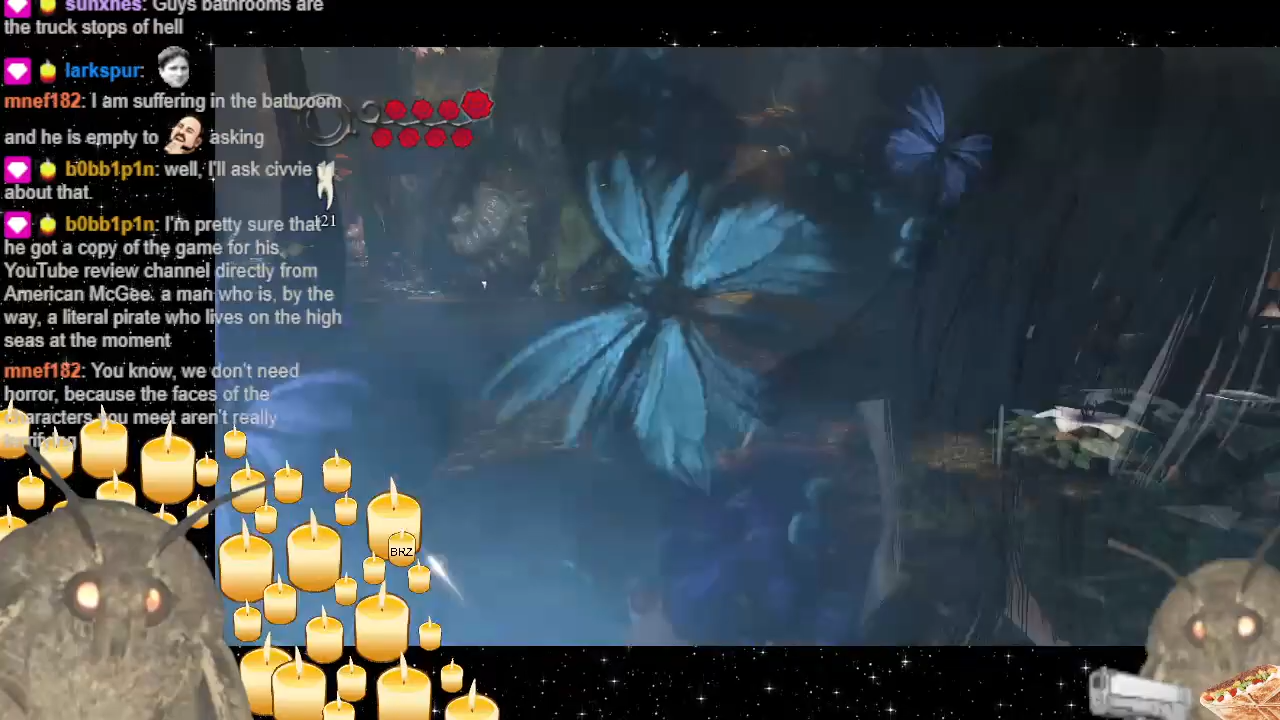 sunxnes: Guys bathrooms are
the truck stops of hell
larkspur:
mnef182: I am suffering in the bathroom
and he is empty to asking
b0bb1p1n: well, I'll ask civvie
about that.
121
b0bb1p1n: I'm pretty sure that
he got a copy of the game for his
YouTube review channel directly from
American McGee. a man who is, by the
way, a literal pirate who lives on the high
seas at the moment
mnef182: You know, we don't need
horror, because the faces of the
characters you meet aren't really
terrifying
BRZ